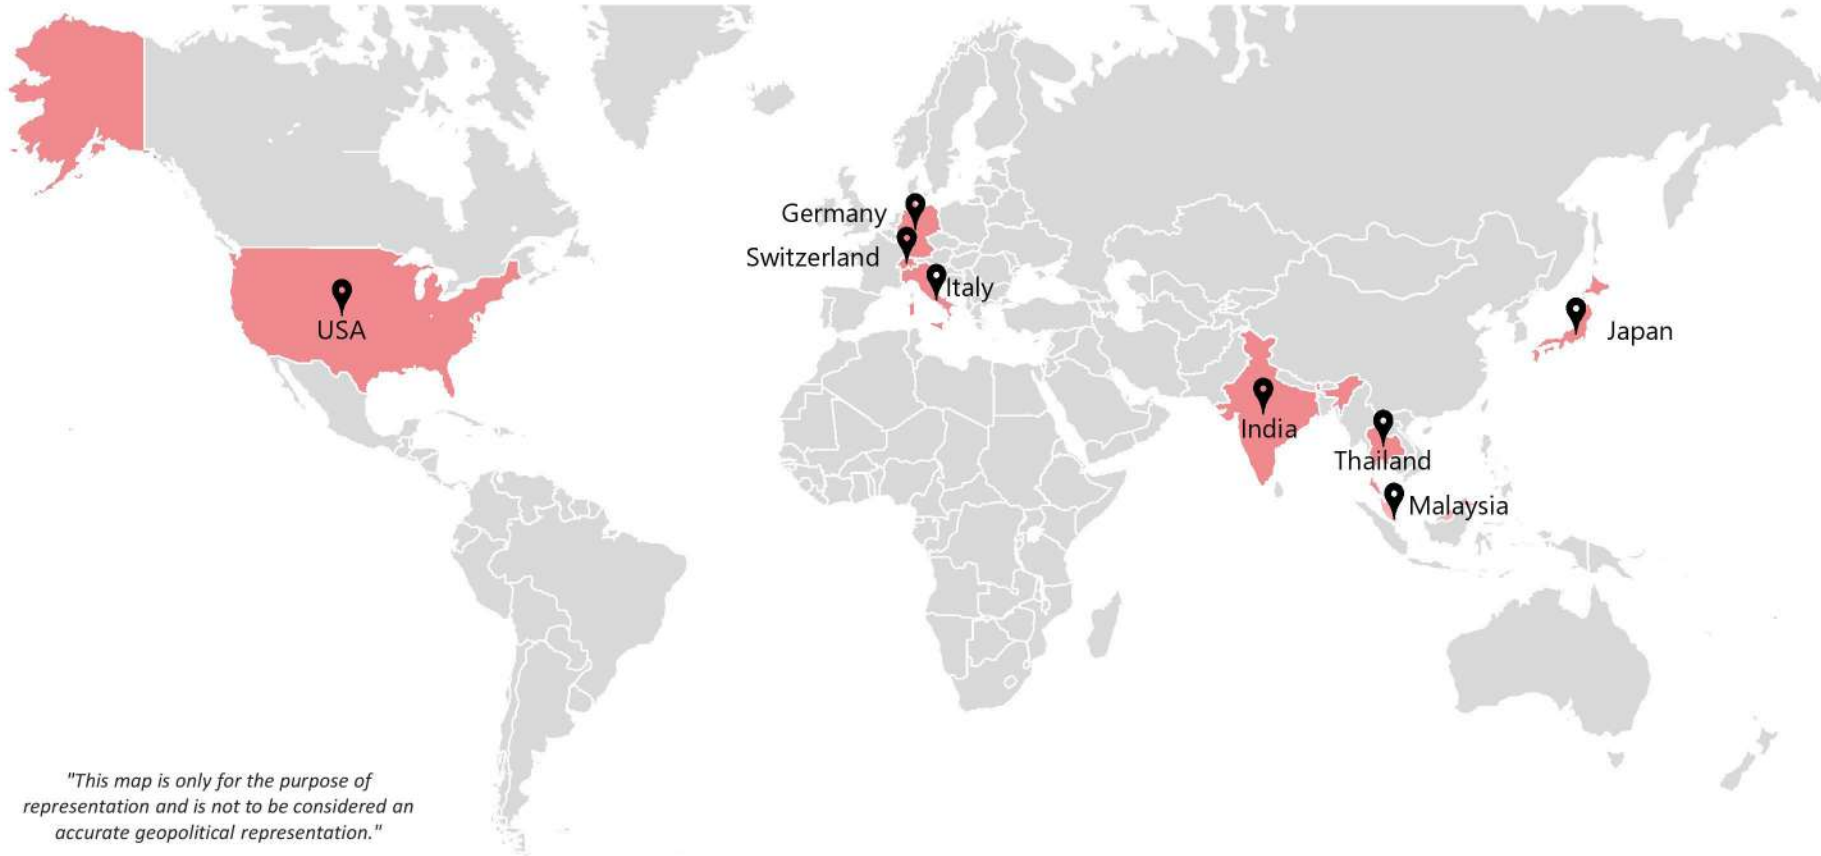 Germany
Switzerland
Italy
USA
Japan
India
Thailand
Malaysia
"This map is only for the purpose of
representation and is not to be considered an
accurate geopolitical representation."